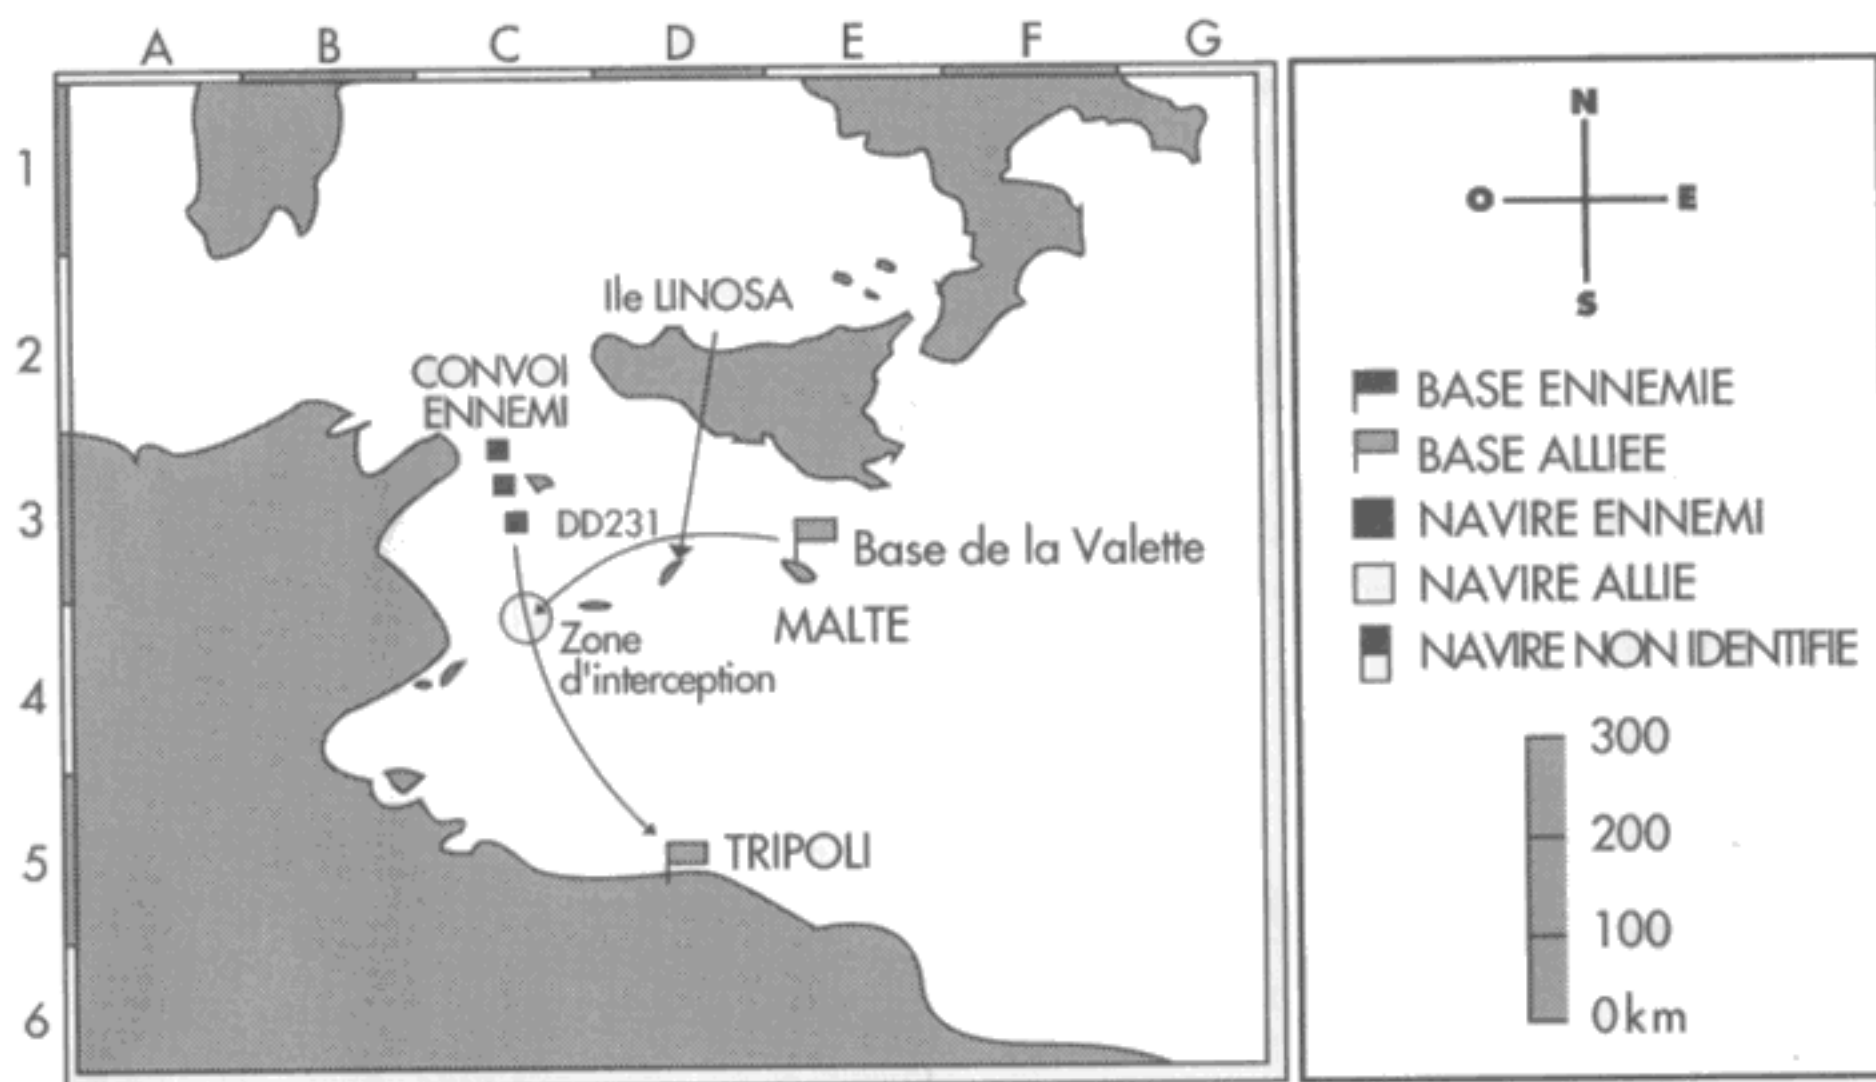 A B C D E F G
1
2
3
4
5
6
Ile LINOSA
CONVOI
ENNEMI
DD231
Base de la Valette
MALTE
Zone
d'interception
TRIPOLI
N
O E
S
BASE ENNEMIE
BASE ALLIEE
NAVIRE ENNEMI
NAVIRE ALLIE
NAVIRE NON IDENTIFIE
300
200
100
0km